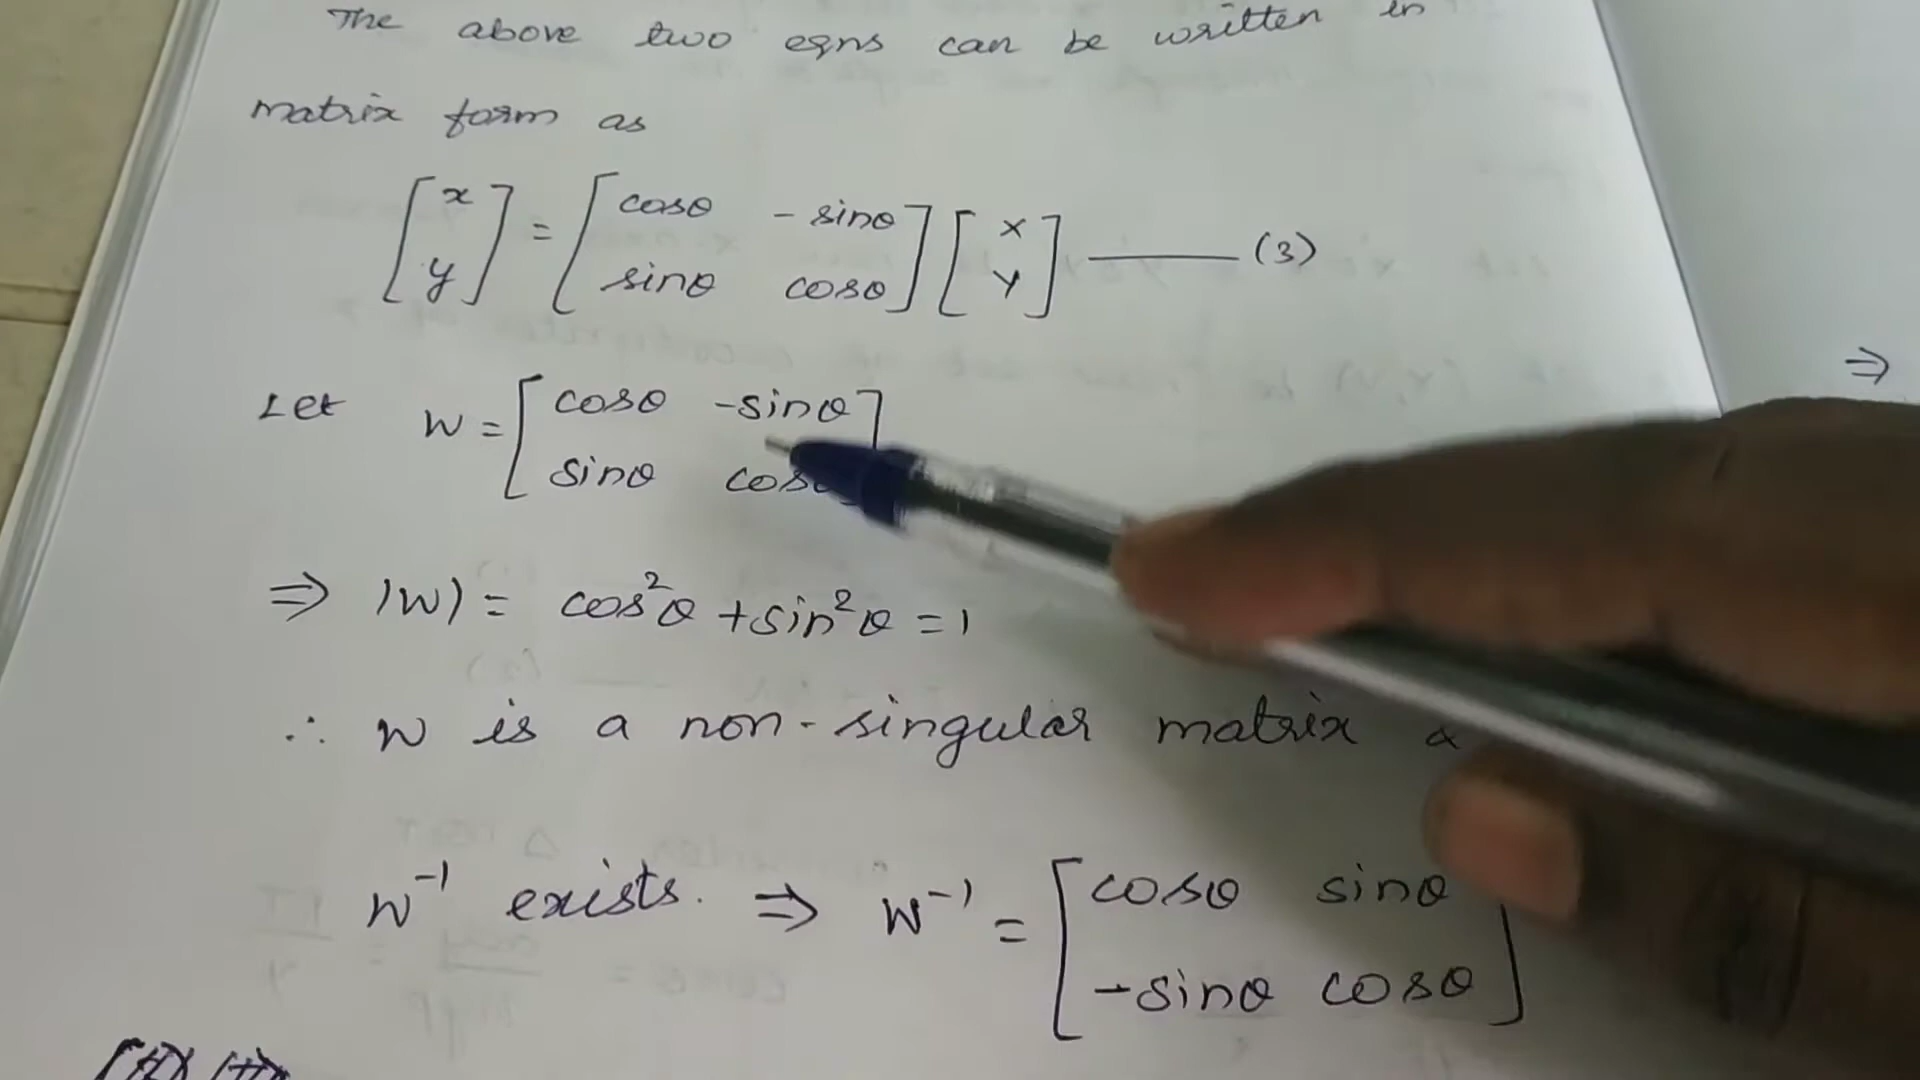 The above two eqns can be written in
matrix form as
[x y] = [cosθ -sinθ sinθ cosθ] [X Y] —— (3)
⇒
Let W = [cosθ -sinθ sinθ cosθ]
⇒ |W| = cos²θ + sin²θ = 1
∴ W is a non-singular matrix &
W⁻¹ exists. ⇒ W⁻¹ = [cosθ sinθ -sinθ cosθ]